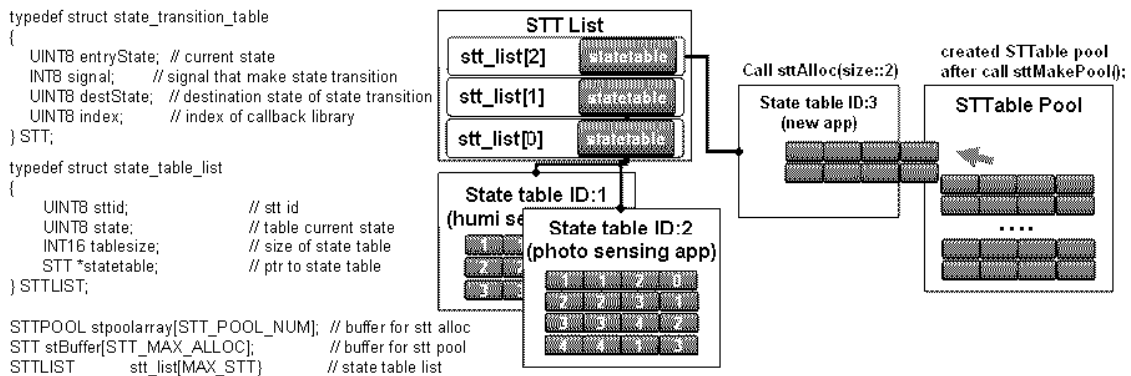 typedef struct state_transition_table
{
UINT8 entryState; // current state
INT8 signal; // signal that make state transition
UINT8 destState; // destination state of state transition
UINT8 index; // index of callback library
} STT;
typedef struct state_table_list
{
UINT8 sttid; // stt id
UINT8 state; // table current state
INT16 tablesize; // size of state table
STT *statetable; // ptr to state table
} STTLIST;
STTPOOL stpoolarray[STT_POOL_NUM]; // buffer for stt alloc
STT stBuffer[STT_MAX_ALLOC]; // buffer for stt pool
STTLIST stt_list[MAX_STT} // state table list
STT List
stt_list[2] statetable
stt_list[1] statetable
stt_list[0] statetable
State table ID:1
(humi se
1
2
3 3
State table ID:2
(photo sensing app)
1 1 2 0
2 2 3 1
3 3 4 2
4 4 1 3
Call sttAlloc(size::2)
State table ID:3
(new app)
created STTable pool
after call sttMakePool();
STTable Pool
....